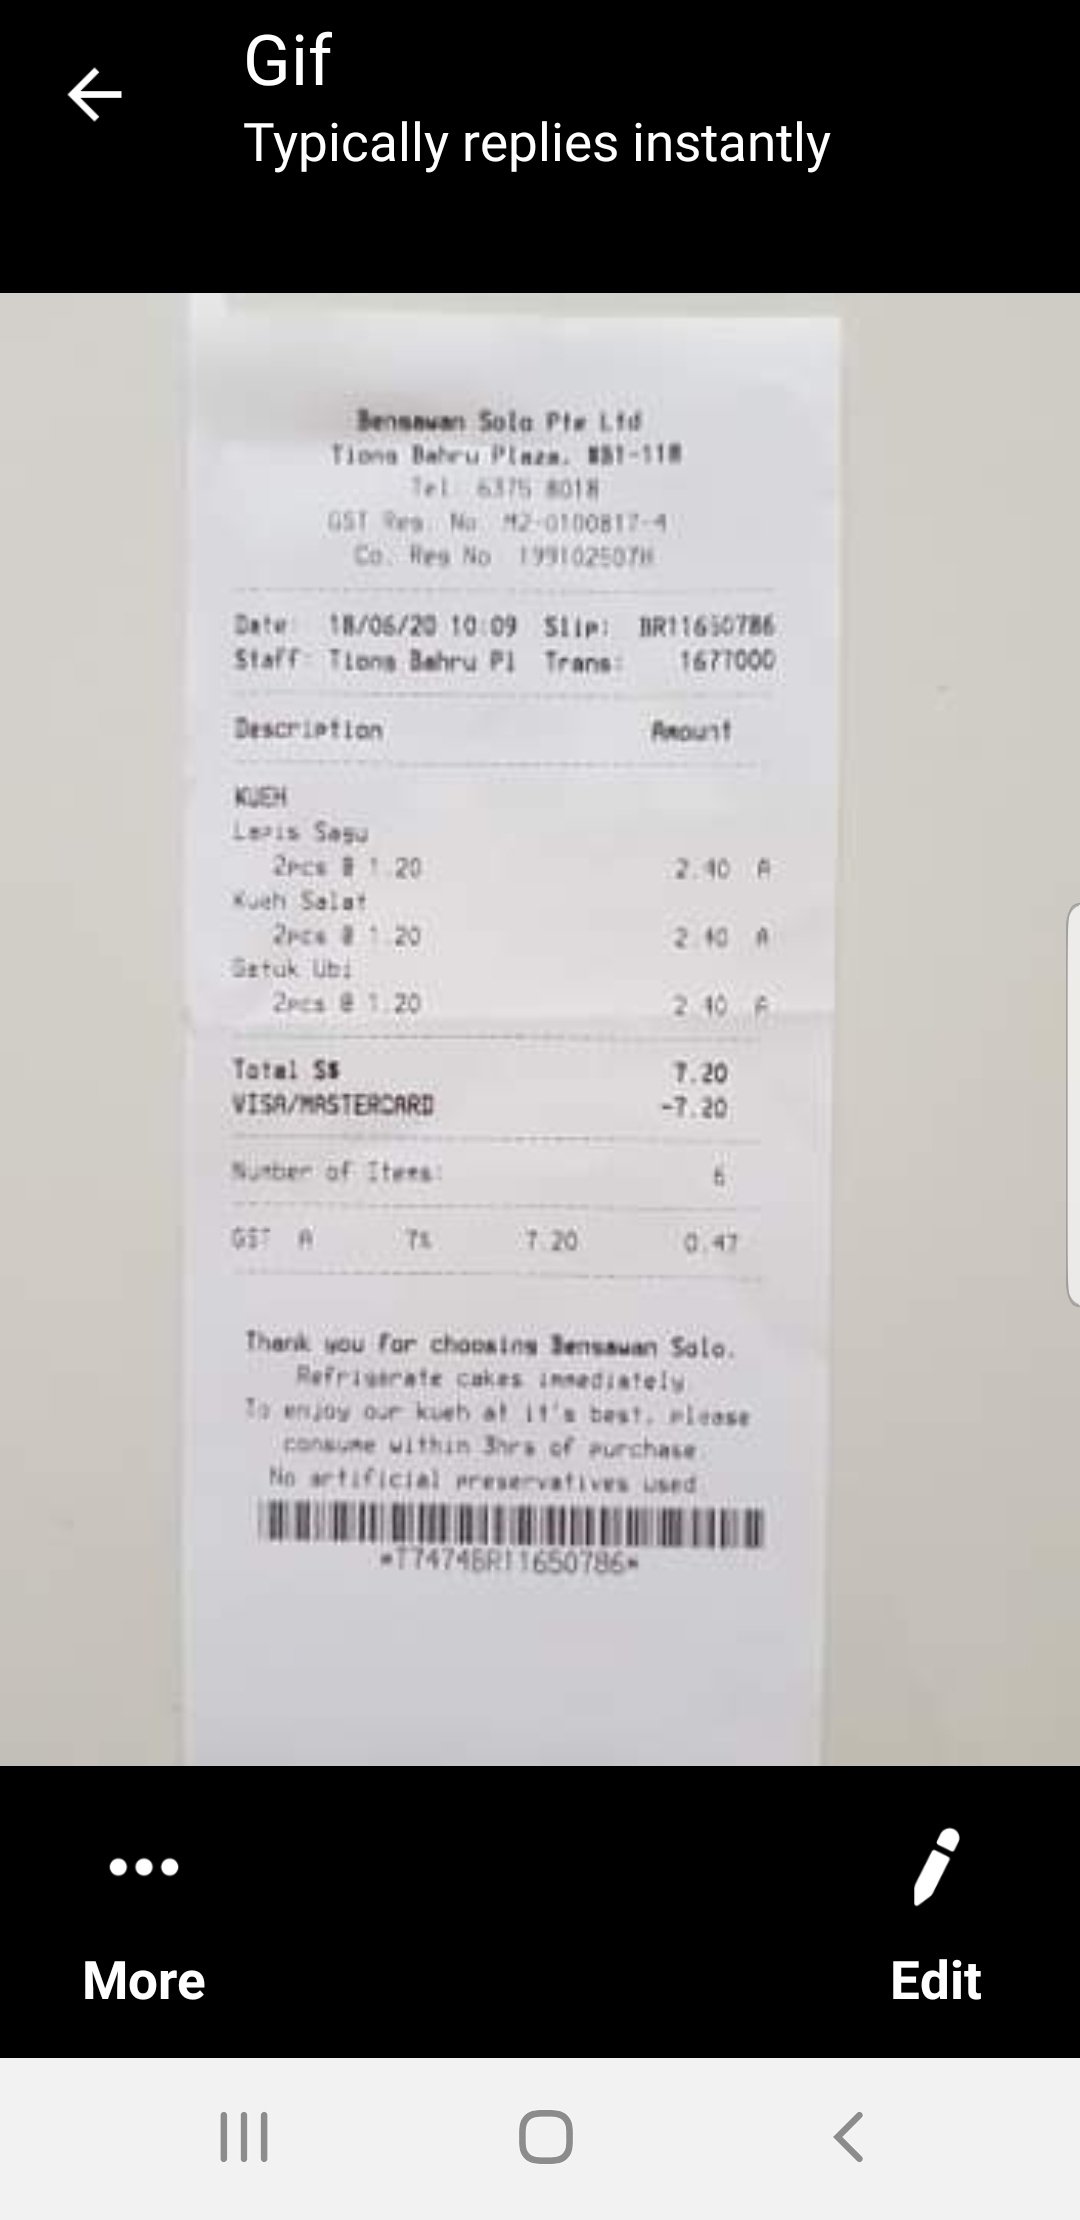 Gif
Typically replies instantly
Bengawan Solo Pte Ltd
Tiong Bahru Plaza, #B1-118
Tel: 6375 8018
GST Reg. No: M2-0100817-4
Co. Reg No: 199102507H
Date: 18/06/20 10:09 Slip: BR11650786
Staff: Tiong Bahru Pl Trans: 1677000
Description Amount
KUEH
Lapis Sagu
2pcs @ 1.20 2.40 A
Kueh Salat
2pcs @ 1.20 2.40 A
Getuk Ubi
2pcs @ 1.20 2.40 A
Total S$ 7.20
VISA/MASTERCARD -7.20
Number of Items: 6
GST A 7% 7.20 0.47
Thank you for choosing Bengawan Solo.
Refrigerate cakes immediately
To enjoy our kueh at it's best, please
consume within 3hrs of purchase.
No artificial preservatives used
*T7474BR11650786*
More
Edit